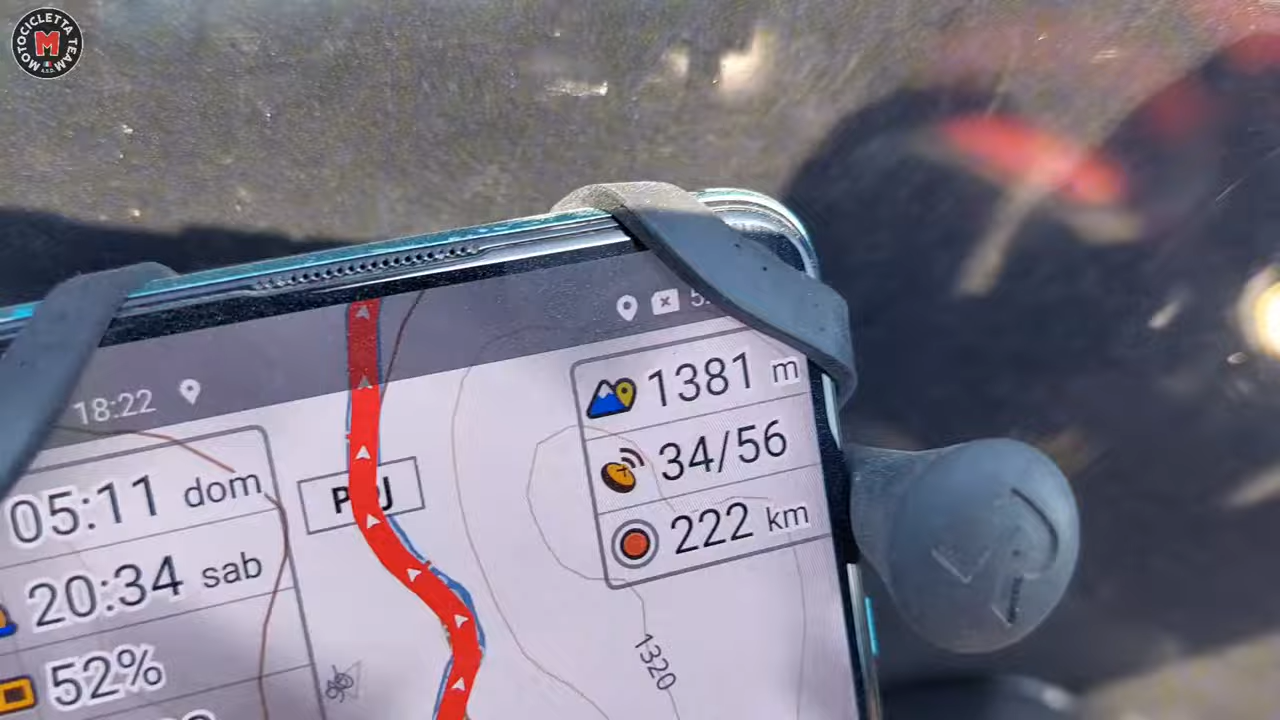 MOTOCICLETTA TEAM
M
A.S.D.
18:22
1381 m
34/56
222 km
05:11 dom
20:34 sab
52%
1320